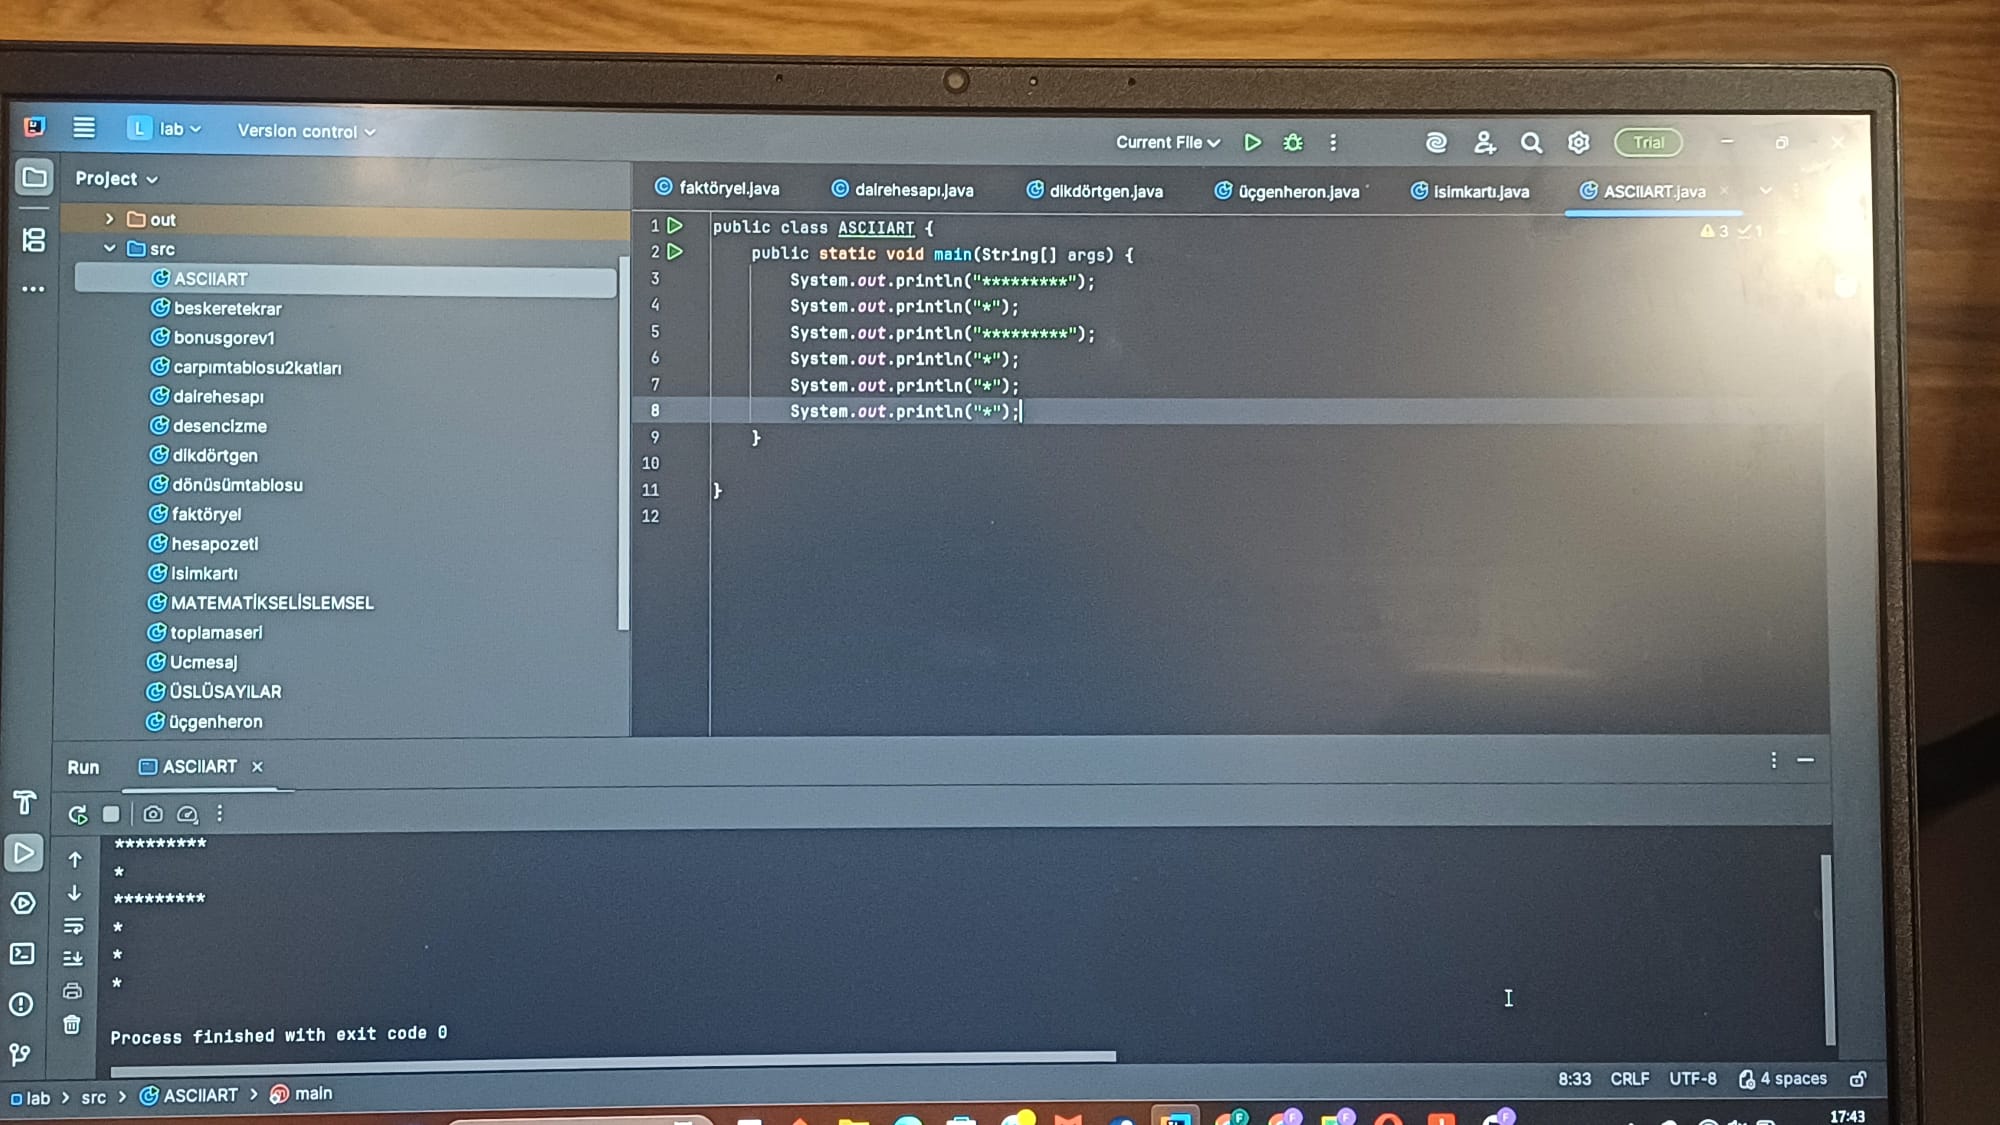 L lab Version control Current File Trial
Project
out
src
ASCIIART
beskeretekrar
bonusgorev1
carpımtablosu2katları
dairehesapı
desencizme
dikdörtgen
dönüsümtablosu
faktöryel
hesapozeti
isimkartı
MATEMATİKSELİSLEMSEL
toplamaseri
Ucmesaj
ÜSLÜSAYILAR
üçgenheron
faktöryel.java dairehesapı.java dikdörtgen.java üçgenheron.java isimkartı.java ASCIIART.java
3 1
1 public class ASCIIART {
2 public static void main(String[] args) {
3 System.out.println("*********");
4 System.out.println("*");
5 System.out.println("*********");
6 System.out.println("*");
7 System.out.println("*");
8 System.out.println("*");
9 }
10
11 }
12
Run ASCIIART
*********
*
*********
*
*
*
Process finished with exit code 0
lab > src > ASCIIART > main
8:33 CRLF UTF-8 4 spaces
17:43